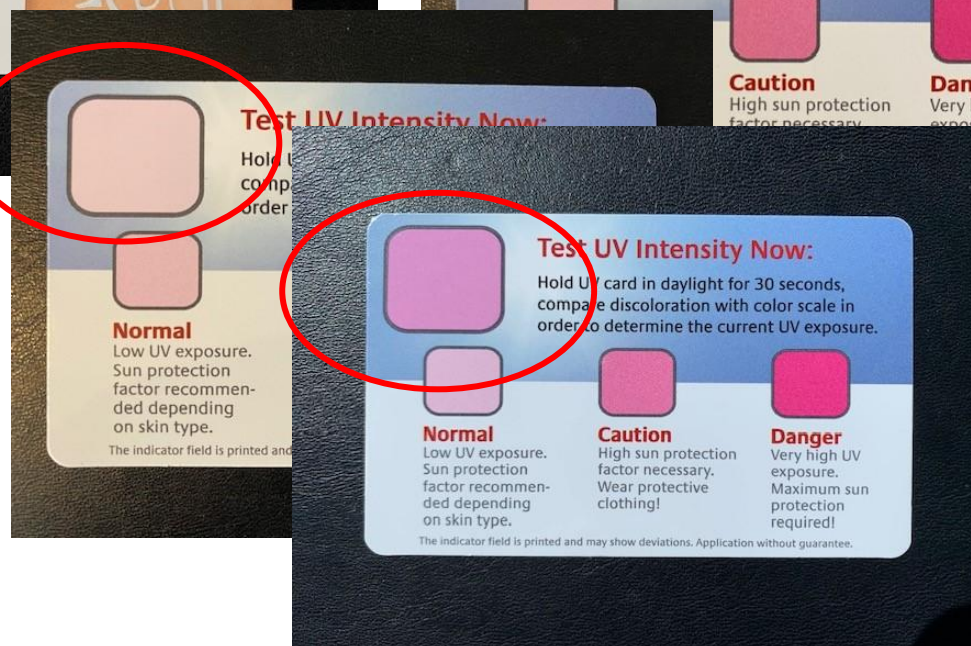 Caution
High sun protection
factor necessary.
Dan
Very
Test UV Intensity Now:
Hold
comp
order
Normal
Low UV exposure.
Sun protection
factor recommen-
ded depending
on skin type.
The indicator field is printed and
Test UV Intensity Now:
Hold UV card in daylight for 30 seconds,
compare discoloration with color scale in
order to determine the current UV exposure.
Normal
Low UV exposure.
Sun protection
factor recommen-
ded depending
on skin type.
Caution
High sun protection
factor necessary.
Wear protective
clothing!
Danger
Very high UV
exposure.
Maximum sun
protection
required!
The indicator field is printed and may show deviations. Application without guarantee.